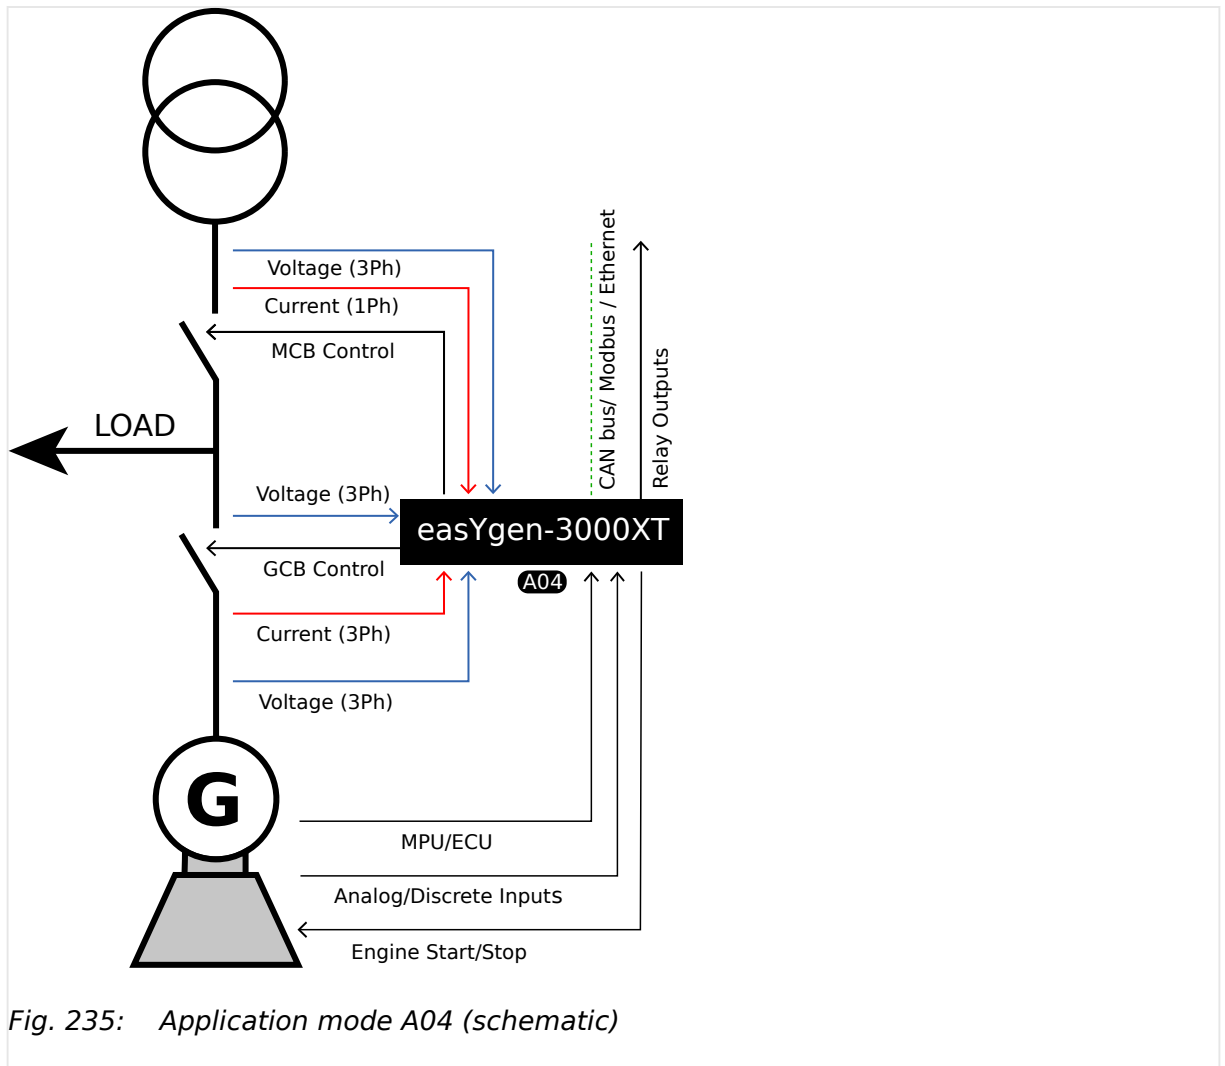 Voltage (3Ph)
Current (1Ph)
MCB Control
CAN bus/ Modbus / Ethernet
Relay Outputs
LOAD
Voltage (3Ph)
easYgen-3000XT
GCB Control
A04
Current (3Ph)
Voltage (3Ph)
G
MPU/ECU
Analog/Discrete Inputs
Engine Start/Stop
Fig. 235: Application mode A04 (schematic)